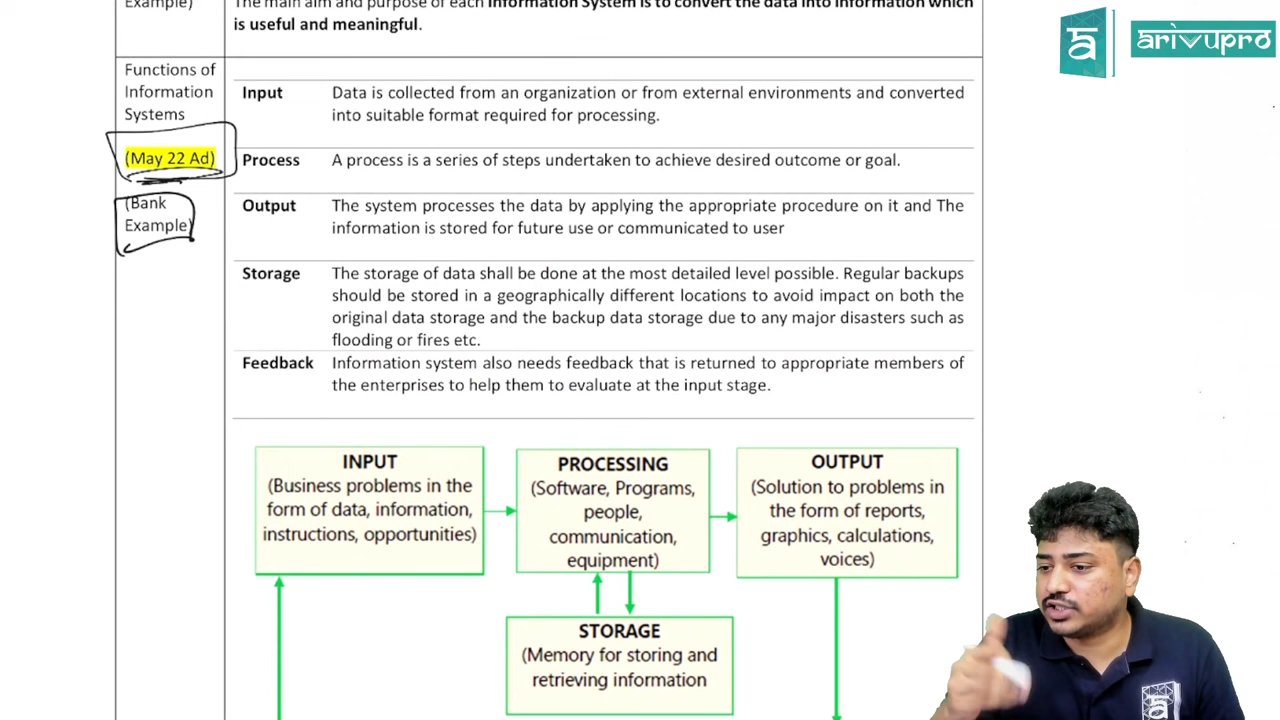 Example)
The main aim and purpose of each Information System is to convert the data into information which
is useful and meaningful.
Functions of
Information
Systems
(May 22 Ad)
(Bank
Example)
Input
Data is collected from an organization or from external environments and converted
into suitable format required for processing.
Process
A process is a series of steps undertaken to achieve desired outcome or goal.
Output
The system processes the data by applying the appropriate procedure on it and The
information is stored for future use or communicated to user
Storage
The storage of data shall be done at the most detailed level possible. Regular backups
should be stored in a geographically different locations to avoid impact on both the
original data storage and the backup data storage due to any major disasters such as
flooding or fires etc.
Feedback
Information system also needs feedback that is returned to appropriate members of
the enterprises to help them to evaluate at the input stage.
INPUT
(Business problems in the
form of data, information,
instructions, opportunities)
PROCESSING
(Software, Programs,
people,
communication,
equipment)
OUTPUT
(Solution to problems in
the form of reports,
graphics, calculations,
voices)
STORAGE
(Memory for storing and
retrieving information
arivupro